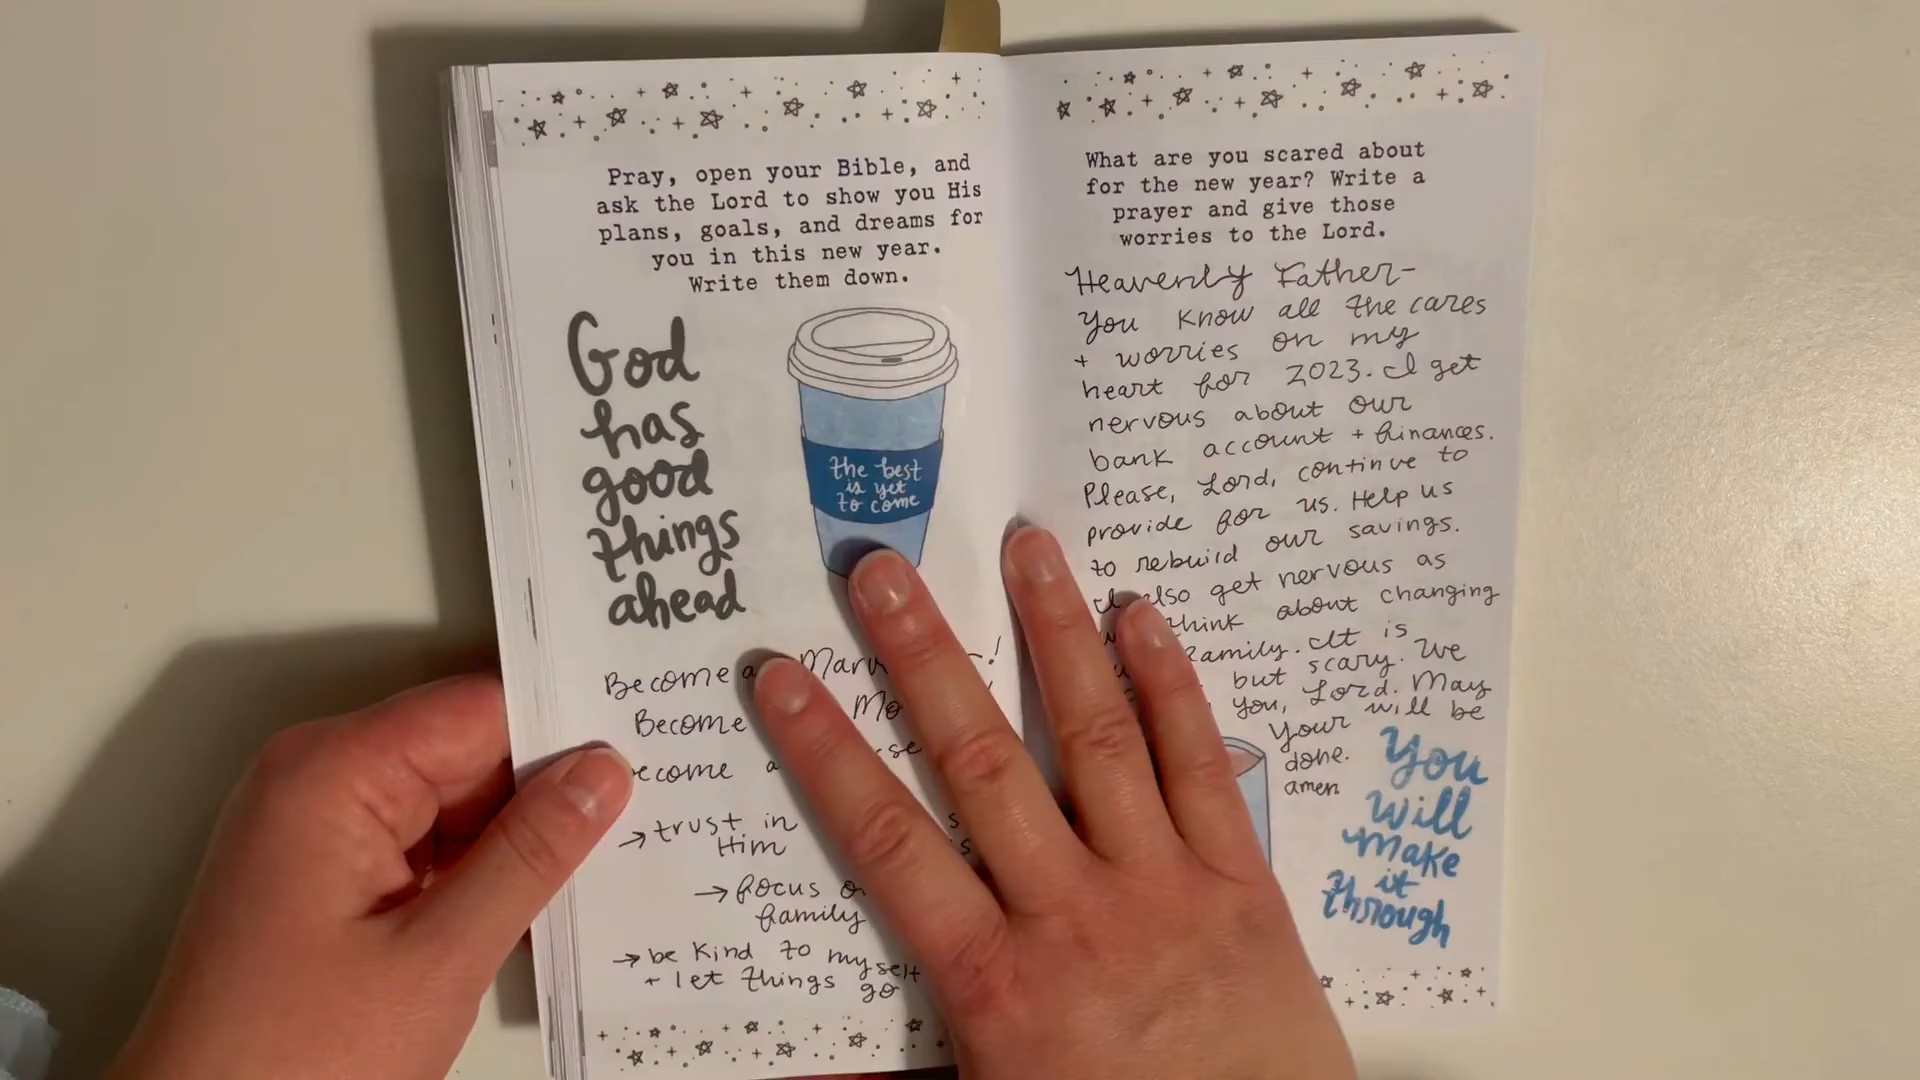 Pray, open your Bible, and
ask the Lord to show you His
plans, goals, and dreams for
you in this new year.
Write them down.
God
has
good
things
ahead
the best
is yet
to come
Become a
!
Become
a
→ trust in
Him
→ focus
family
→ be kind to myself
+ let things go
What are you scared about
for the new year? Write a
prayer and give those
worries to the Lord.
Heavenly Father-
You know all the cares
+ worries on my
heart for 2023. I get
nervous about our
bank account + finances.
Please, Lord, continue to
provide for us. Help us
to rebuild our savings.
I also get nervous as
think about changing
family. It is
but scary. We
you, Lord. May
Your will be
done.
amen
You
will
make
it
through